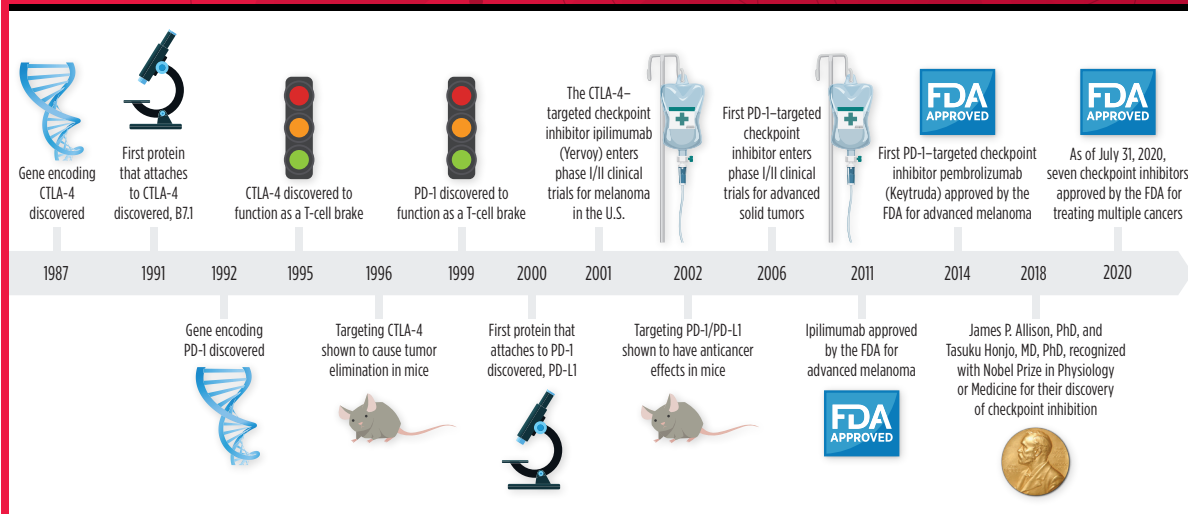 Gene encoding
CTLA-4
discovered
First protein
that attaches
to CTLA-4
discovered, B7.1
CTLA-4 discovered to
function as a T-cell brake
PD-1 discovered to
function as a T-cell brake
The CTLA-4–
targeted checkpoint
inhibitor ipilimumab
(Yervoy) enters
phase I/II clinical
trials for melanoma
in the U.S.
First PD-1–targeted
checkpoint
inhibitor enters
phase I/II clinical
trials for advanced
solid tumors
FDA
APPROVED
First PD-1–targeted checkpoint
inhibitor pembrolizumab
(Keytruda) approved by the
FDA for advanced melanoma
FDA
APPROVED
As of July 31, 2020,
seven checkpoint inhibitors
approved by the FDA for
treating multiple cancers
1987
1991
1992
1995
1996
1999
2000
2001
2002
2006
2011
2014
2018
2020
Gene encoding
PD-1 discovered
Targeting CTLA-4
shown to cause tumor
elimination in mice
First protein that
attaches to PD-1
discovered, PD-L1
Targeting PD-1/PD-L1
shown to have anticancer
effects in mice
Ipilimumab approved
by the FDA for
advanced melanoma
FDA
APPROVED
James P. Allison, PhD, and
Tasuku Honjo, MD, PhD, recognized
with Nobel Prize in Physiology
or Medicine for their discovery
of checkpoint inhibition